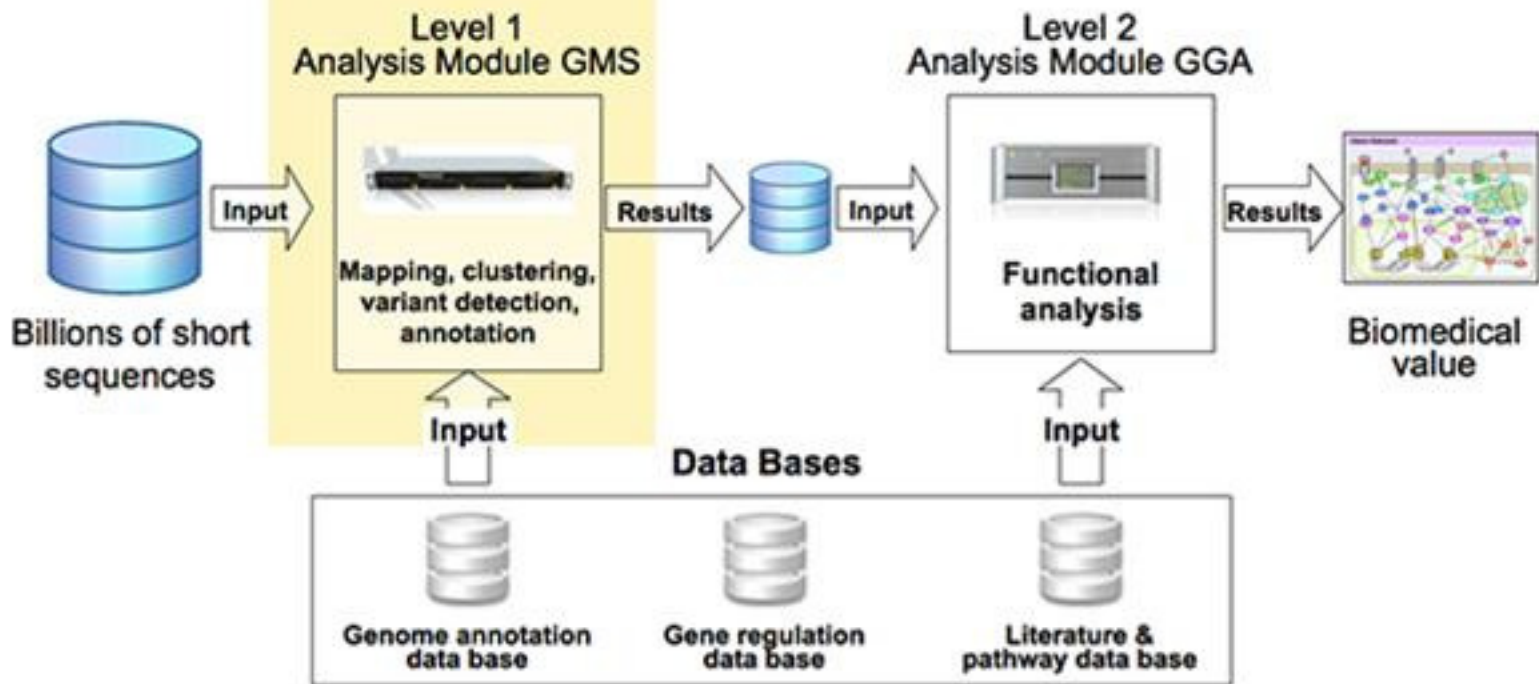 Level 1
Analysis Module GMS
Level 2
Analysis Module GGA
Input
Results
Input
Results
Mapping, clustering,
variant detection,
annotation
Functional
analysis
Billions of short
sequences
Biomedical
value
Input
Input
Data Bases
Genome annotation
data base
Gene regulation
data base
Literature &
pathway data base